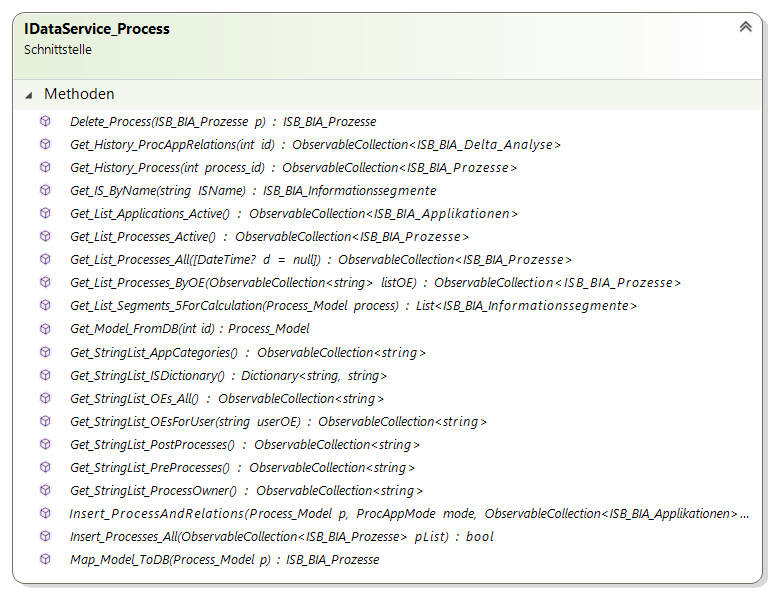 IDataService_Process
Schnittstelle
Methoden
Delete_Process(ISB_BIA_Prozesse p) : ISB_BIA_Prozesse
Get_History_ProcAppRelations(int id) : ObservableCollection<ISB_BIA_Delta_Analyse>
Get_History_Process(int process_id) : ObservableCollection<ISB_BIA_Prozesse>
Get_IS_ByName(string ISName) : ISB_BIA_Informationssegmente
Get_List_Applications_Active() : ObservableCollection<ISB_BIA_Applikationen>
Get_List_Processes_Active() : ObservableCollection<ISB_BIA_Prozesse>
Get_List_Processes_All([DateTime? d = null]) : ObservableCollection<ISB_BIA_Prozesse>
Get_List_Processes_ByOE(ObservableCollection<string> listOE) : ObservableCollection<ISB_BIA_Prozesse>
Get_List_Segments_5ForCalculation(Process_Model process) : List<ISB_BIA_Informationssegmente>
Get_Model_FromDB(int id) : Process_Model
Get_StringList_AppCategories() : ObservableCollection<string>
Get_StringList_ISDictionary() : Dictionary<string, string>
Get_StringList_OEs_All() : ObservableCollection<string>
Get_StringList_OEsForUser(string userOE) : ObservableCollection<string>
Get_StringList_PostProcesses() : ObservableCollection<string>
Get_StringList_PreProcesses() : ObservableCollection<string>
Get_StringList_ProcessOwner() : ObservableCollection<string>
Insert_ProcessAndRelations(Process_Model p, ProcAppMode mode, ObservableCollection<ISB_BIA_Applikationen>...
Insert_Processes_All(ObservableCollection<ISB_BIA_Prozesse> pList) : bool
Map_Model_ToDB(Process_Model p) : ISB_BIA_Prozesse